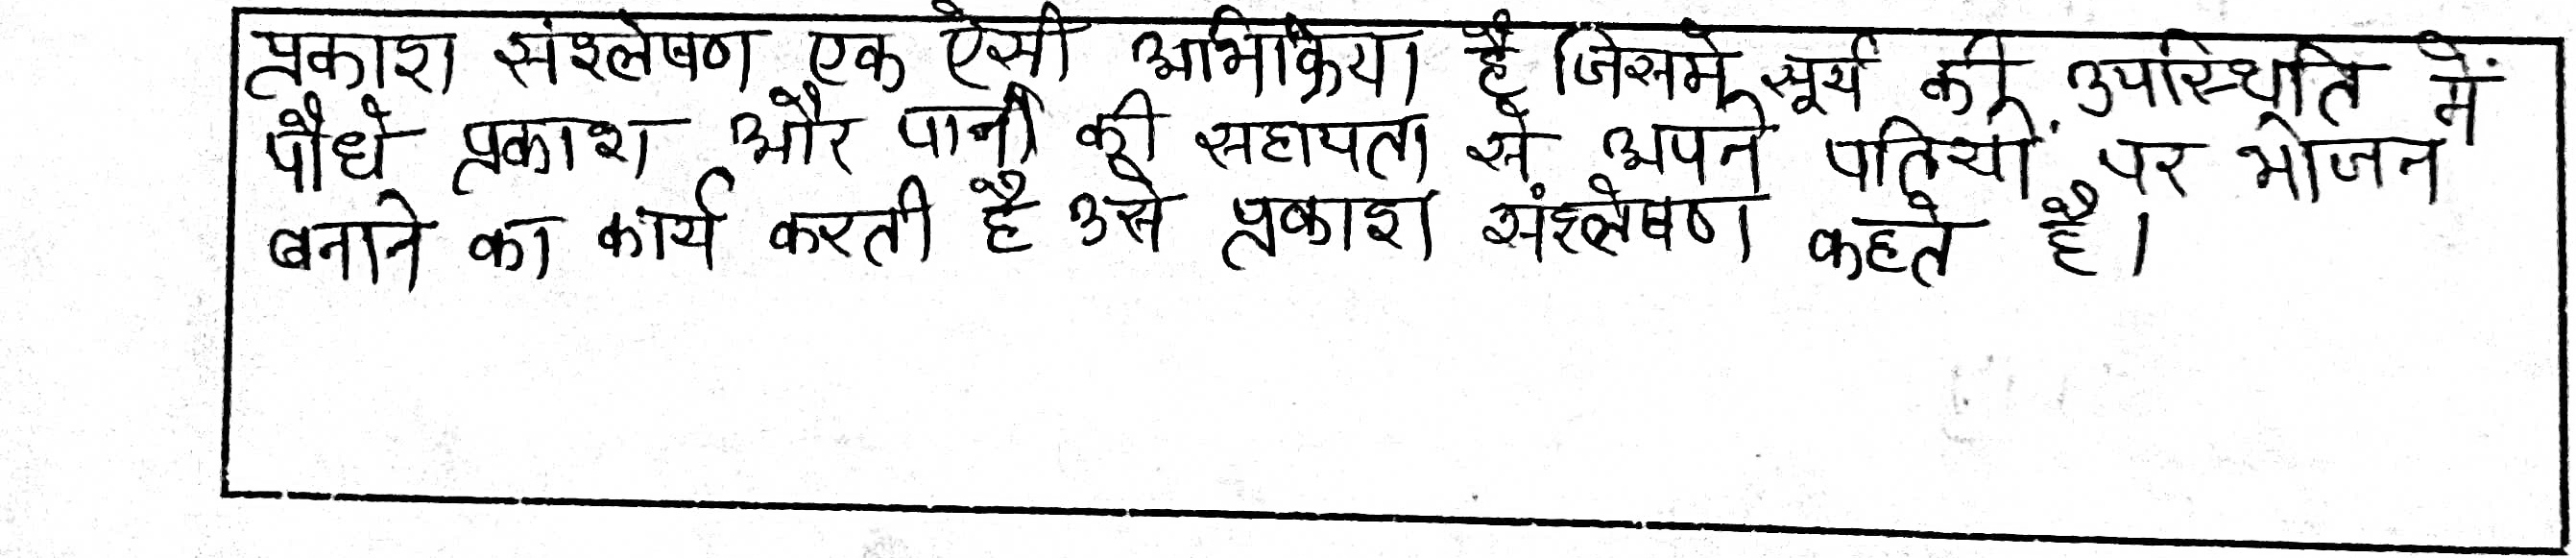 प्रकाश संश्लेषण एक ऐसी अभिक्रिया है जिसमे सूर्य की उपस्थिति में
पौधे प्रकाश और पानी की सहायता से अपने पतियों पर भोजन
बनाने का कार्य करती है उसे प्रकाश संश्लेषण कहते है।